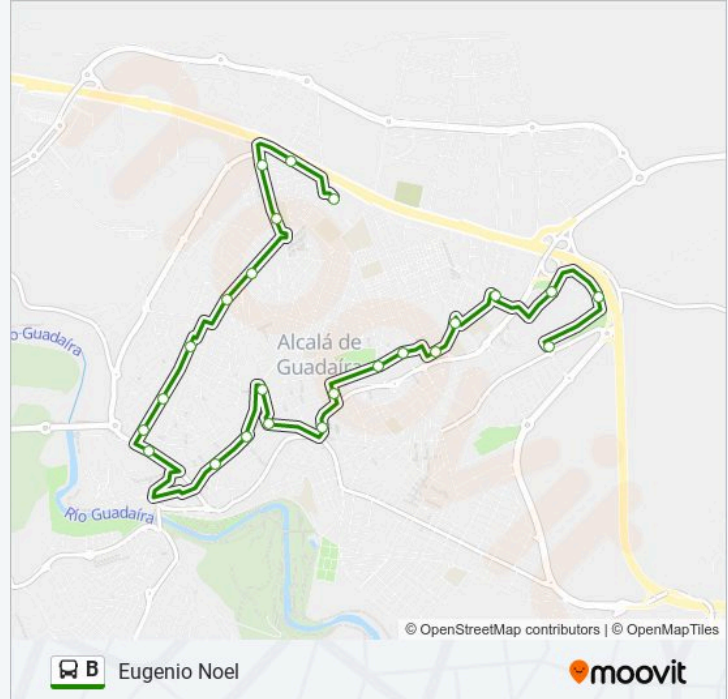 Alcalá de
Guadaíra
o-Guadaíra
Río Guadaíra
© OpenStreetMap contributors | © OpenMapTiles
B Eugenio Noel
moovit